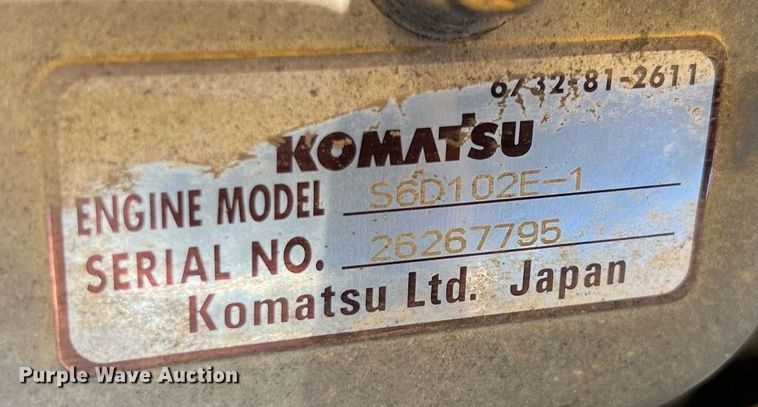 6732-81-2611
KOMATSU
ENGINE MODEL S6D102E-1
SERIAL NO. 26267795
Komatsu Ltd. Japan
Purple Wave Auction